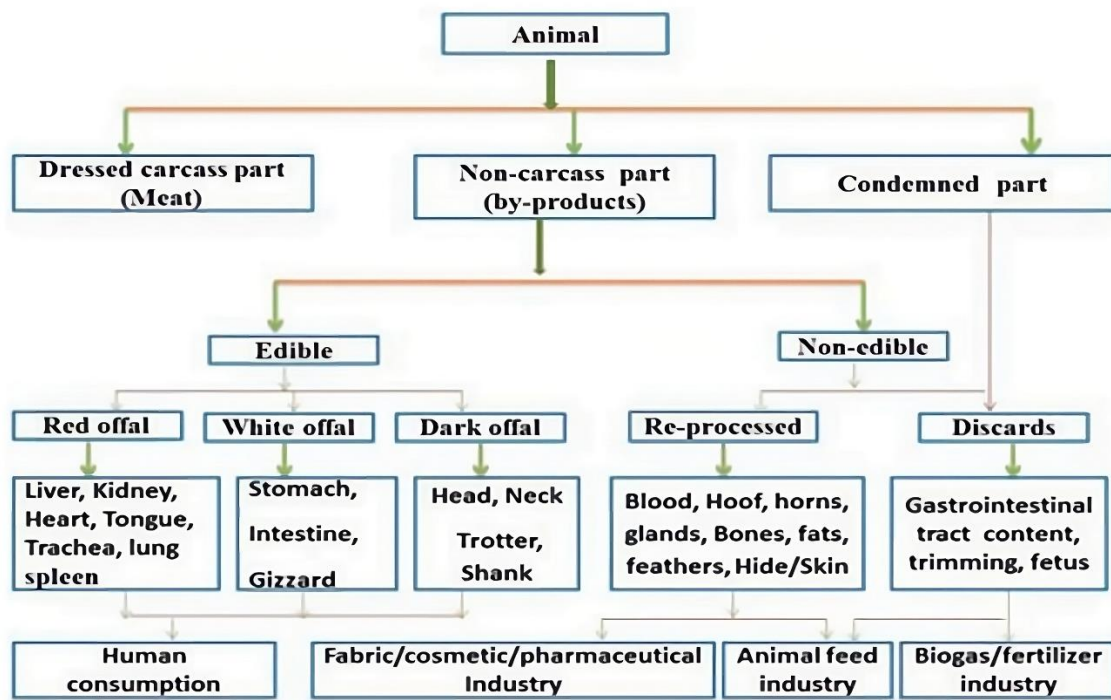 Animal
Dressed carcass part
(Meat)
Non-carcass part
(by-products)
Condemned part
Edible
Non-edible
Red offal
White offal
Dark offal
Re-processed
Discards
Liver, Kidney,
Heart, Tongue,
Trachea, lung
spleen
Stomach,
Intestine,
Gizzard
Head, Neck
Trotter,
Shank
Blood, Hoof, horns,
glands, Bones, fats,
feathers, Hide/Skin
Gastrointestinal
tract content,
trimming, fetus
Human
consumption
Fabric/cosmetic/pharmaceutical
Industry
Animal feed
industry
Biogas/fertilizer
industry